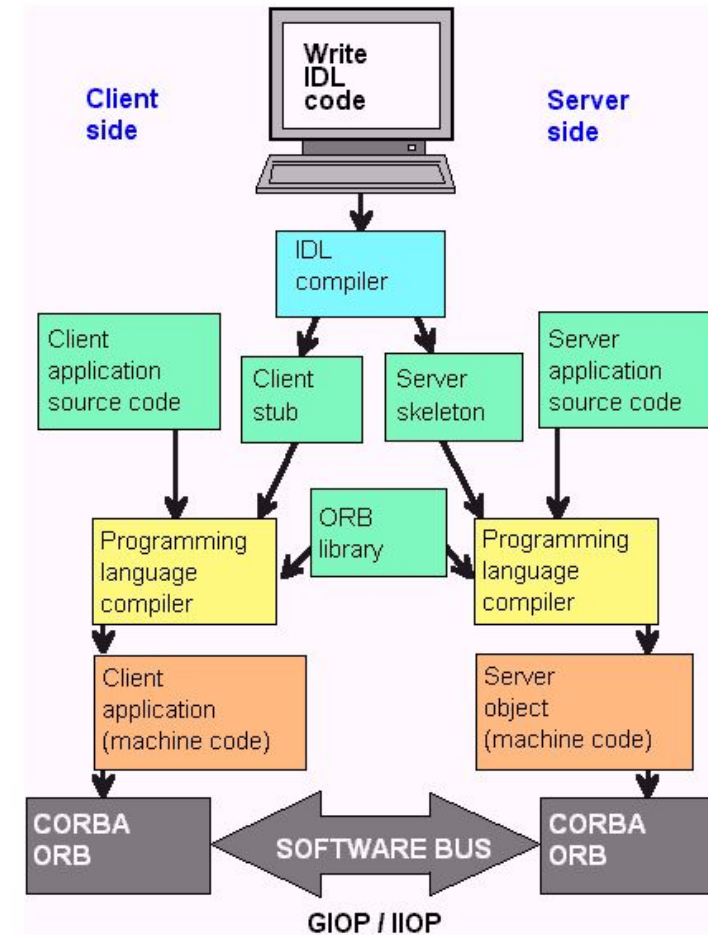 Write
IDL
code
Client
side
Server
side
IDL
compiler
Client
application
source code
Client
stub
Server
skeleton
Server
application
source code
ORB
library
Programming
language
compiler
Programming
language
compiler
Client
application
(machine code)
Server
object
(machine code)
CORBA
ORB
SOFTWARE BUS
CORBA
ORB
GIOP / IIOP